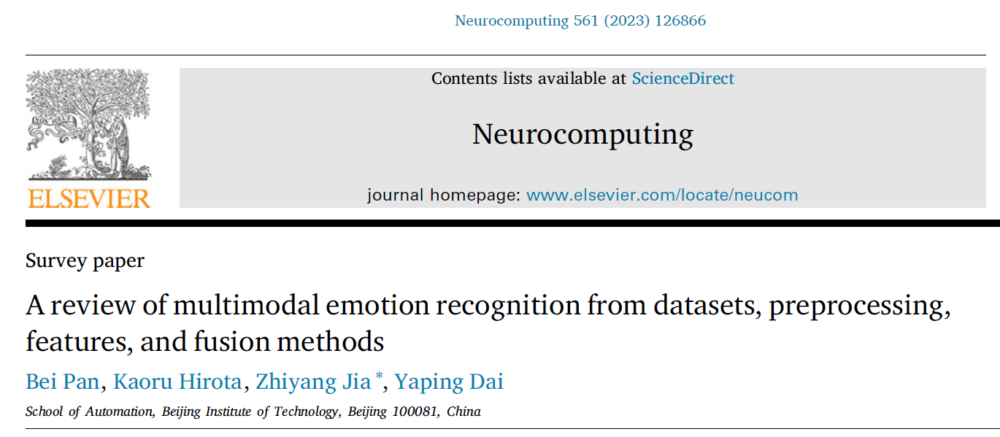 Neurocomputing 561 (2023) 126866
Contents lists available at ScienceDirect
Neurocomputing
journal homepage: www.elsevier.com/locate/neucom
NON SOLUS
ELSEVIER
Survey paper
A review of multimodal emotion recognition from datasets, preprocessing,
features, and fusion methods
Bei Pan, Kaoru Hirota, Zhiyang Jia *, Yaping Dai
School of Automation, Beijing Institute of Technology, Beijing 100081, China